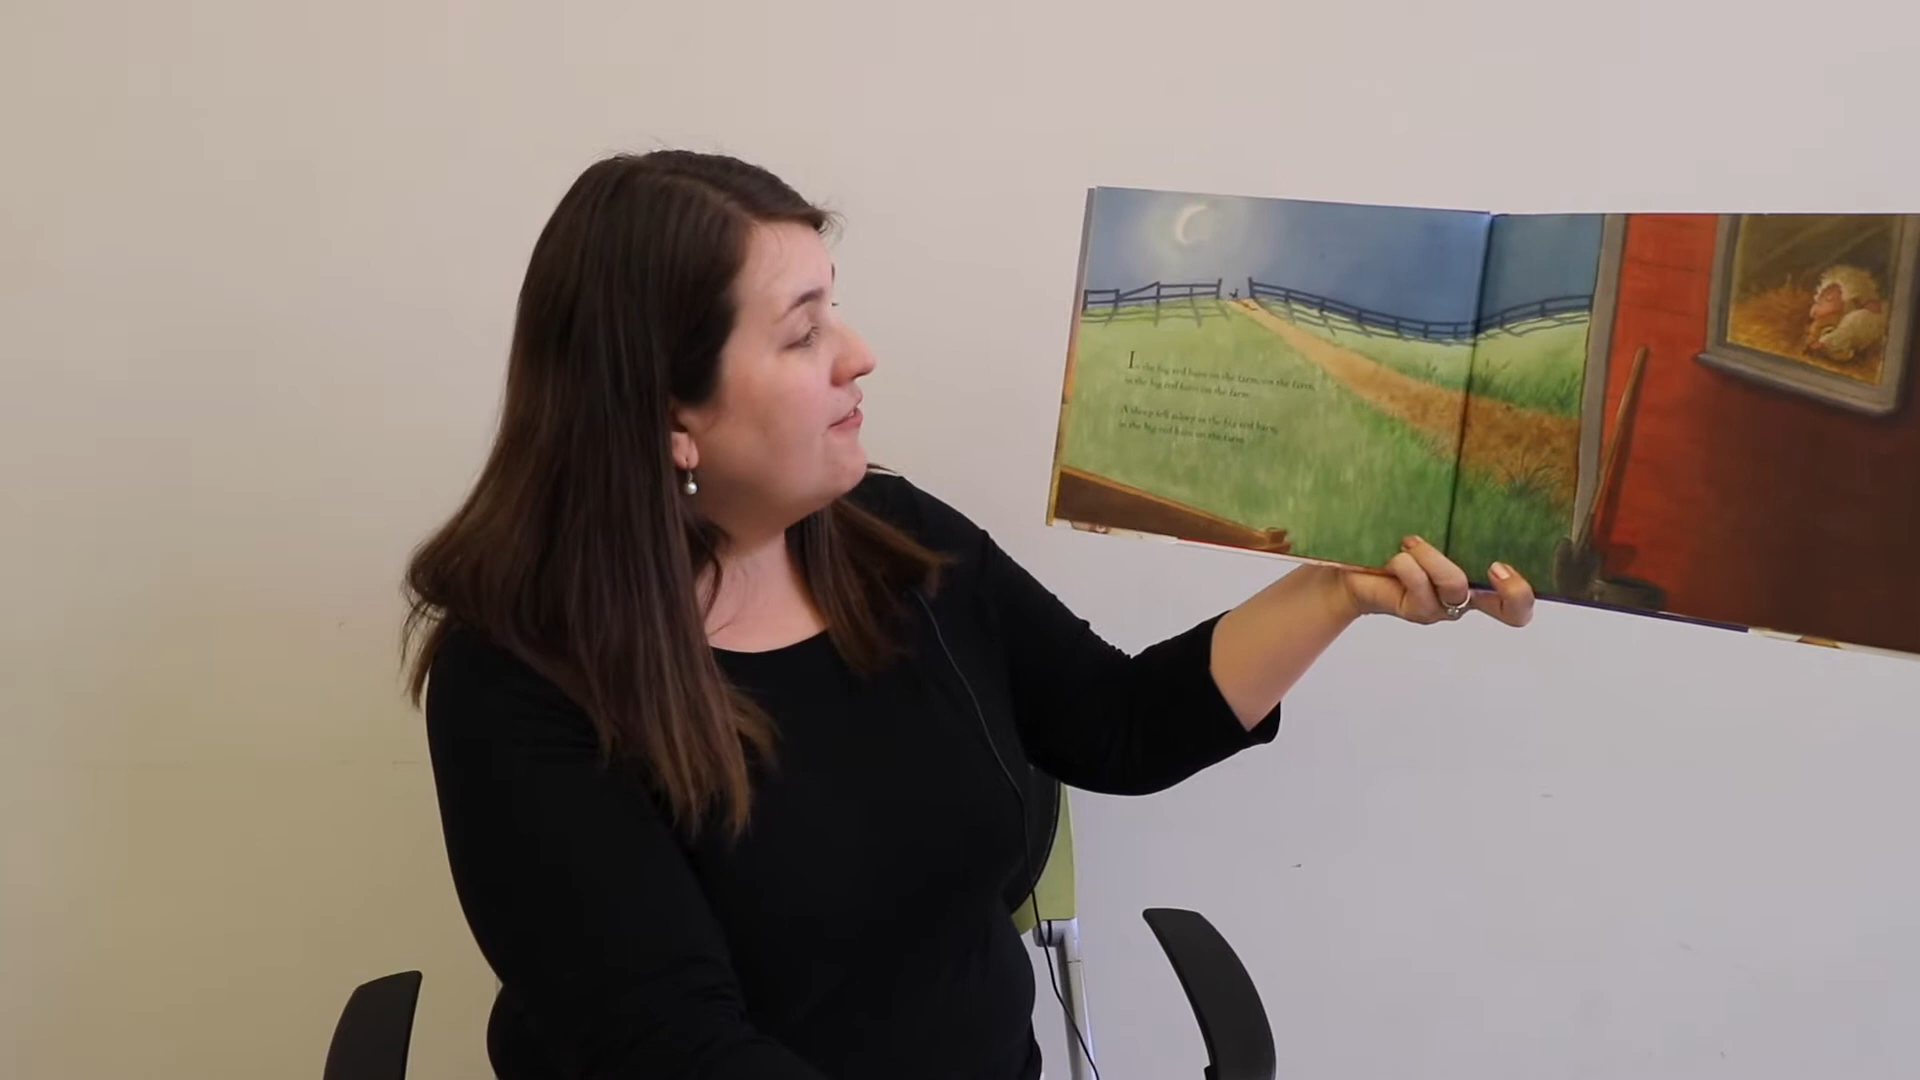 In the big red barn on the farm, on the farm,
in the big red barn on the farm.
A sheep fell asleep in the big red barn,
in the big red barn on the farm.